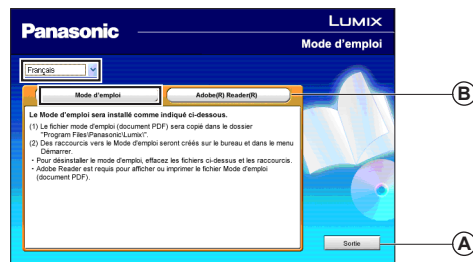 Panasonic
LUMIX
Mode d'emploi
Français
Mode d'emploi
Adobe(R) Reader(R)
B
Le Mode d'emploi sera installé comme indiqué ci-dessous.
(1) Le fichier mode d'emploi (document PDF) sera copié dans le dossier
"Program Files\Panasonic\Lumix\".
(2) Des raccourcis vers le Mode d'emploi seront créés sur le bureau et dans le menu
Démarrer.
· Pour désinstaller le mode d'emploi, effacez les fichiers ci-dessus et les raccourcis.
· Adobe Reader est requis pour afficher ou imprimer le fichier Mode d'emploi
(document PDF).
Sortie
A